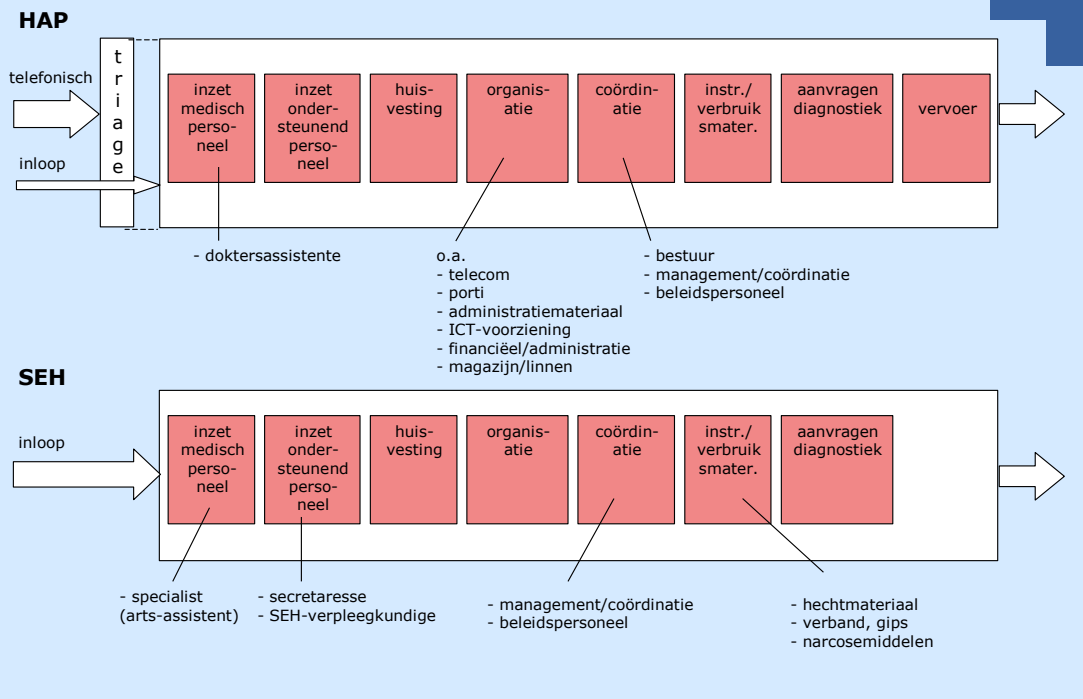 HAP
telefonisch
inloop
t
r
i
a
g
e
inzet
medisch
perso-
neel
inzet
onder-
steunend
perso-
neel
huis-
vesting
organis-
atie
coördin-
atie
instr./
verbruik
smater.
aanvragen
diagnostiek
vervoer
- doktersassistente
o.a.
- telecom
- porti
- administratiemateriaal
- ICT-voorziening
- financiëel/administratie
- magazijn/linnen
- bestuur
- management/coördinatie
- beleidspersoneel
SEH
inloop
inzet
medisch
perso-
neel
inzet
onder-
steunend
perso-
neel
huis-
vesting
organis-
atie
coördin-
atie
instr./
verbruik
smater.
aanvragen
diagnostiek
- specialist
(arts-assistent)
- secretaresse
- SEH-verpleegkundige
- management/coördinatie
- beleidspersoneel
- hechtmateriaal
- verband, gips
- narcosemiddelen